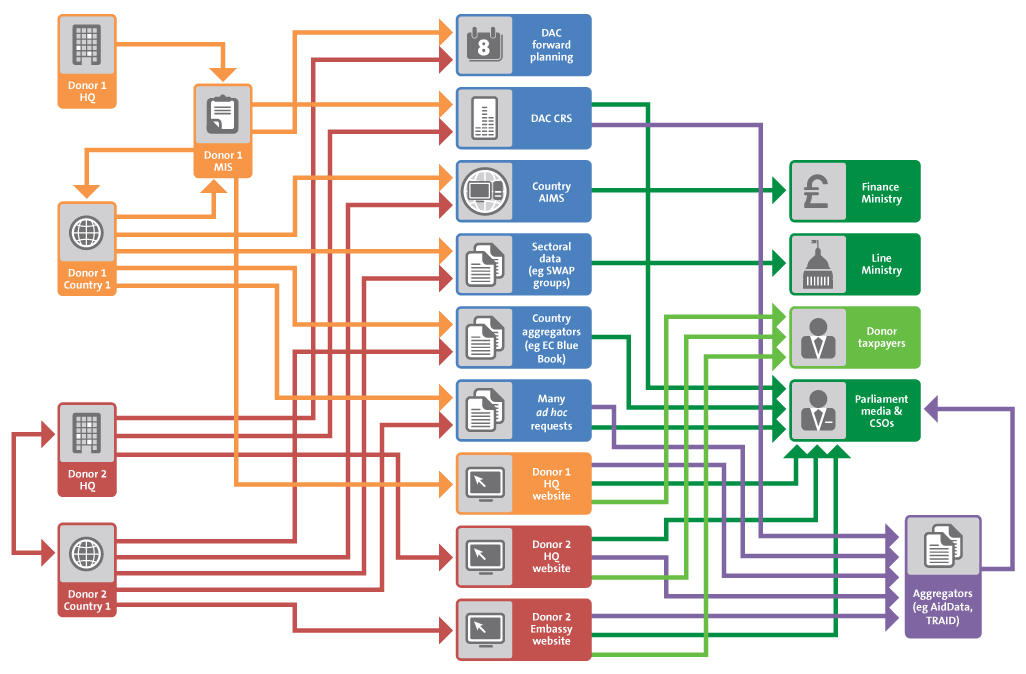 Donor 1
HQ
Donor 1
MIS
Donor 1
Country 1
Donor 2
HQ
Donor 2
Country 1
8
DAC
forward
planning
DAC CRS
Country
AIMS
Sectoral
data
(eg SWAP
groups)
Country
aggregators
(eg EC Blue
Book)
Many
ad hoc
requests
Donor 1
HQ
website
Donor 2
HQ
website
Donor 2
Embassy
website
£
Finance
Ministry
Line
Ministry
Donor
taxpayers
Parliament
media &
CSOs
Aggregators
(eg AidData,
TRAID)